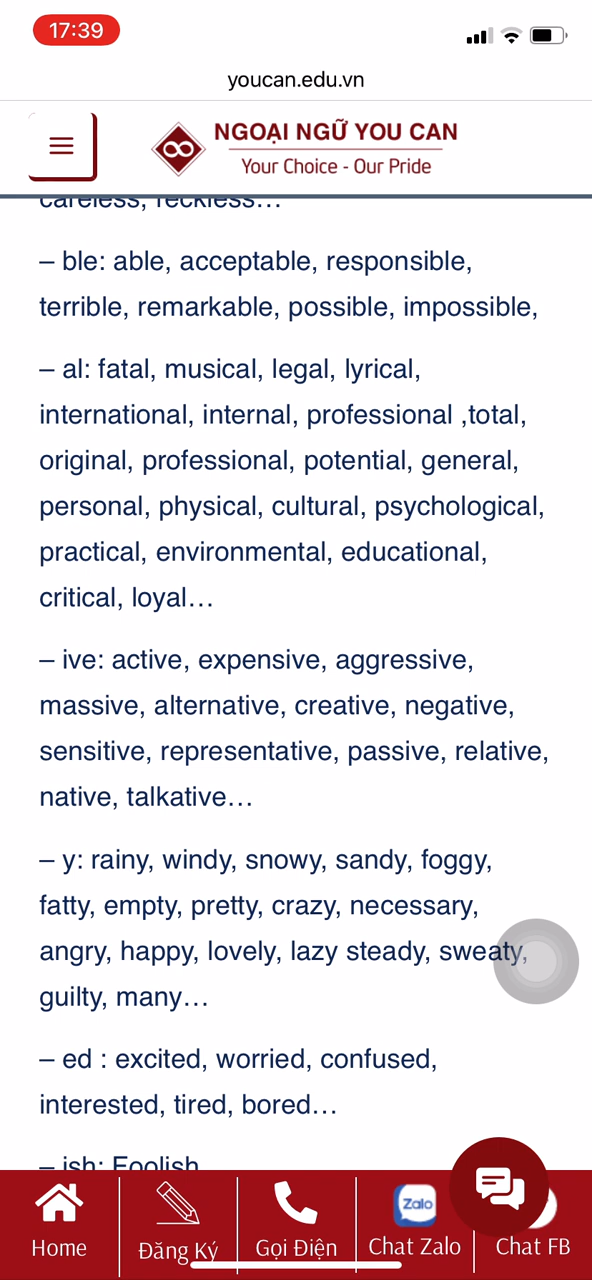 17:39
youcan.edu.vn
NGOẠI NGỮ YOU CAN
Your Choice - Our Pride
careless, reckless…
– ble: able, acceptable, responsible,
terrible, remarkable, possible, impossible,
– al: fatal, musical, legal, lyrical,
international, internal, professional ,total,
original, professional, potential, general,
personal, physical, cultural, psychological,
practical, environmental, educational,
critical, loyal…
– ive: active, expensive, aggressive,
massive, alternative, creative, negative,
sensitive, representative, passive, relative,
native, talkative…
– y: rainy, windy, snowy, sandy, foggy,
fatty, empty, pretty, crazy, necessary,
angry, happy, lovely, lazy steady, sweaty,
guilty, many…
– ed : excited, worried, confused,
interested, tired, bored…
– ish: Foolish
Zalo
Home
Đăng Ký
Gọi Điện
Chat Zalo
Chat FB